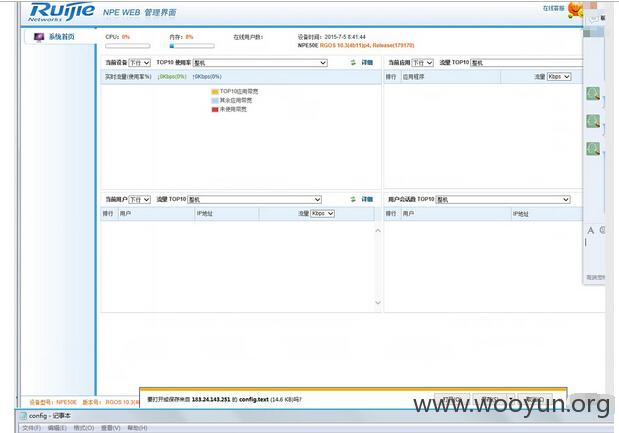 Ruijie Networks NPE WEB 管理界面
在线客服
系统首页
CPU: 0% 内存: 8% 在线用户数: 设备时间: 2015-7-5 8:41:44
NPE50E RGOS 10.3(4b11)p4, Release(179170)
当前设备 下行 TOP10 使用率 整机 详细
当前应用 下行 流量 TOP10 整机
实时流量(使用率%) ↓0Kbps(0%) ↑0Kbps(0%)
排行 应用程序 流量 Kbps
TOP10应用带宽
其余应用带宽
未使用带宽
当前用户 下行 流量 TOP10 整机 详细
用户会话数 TOP10 整机
排行 用户 IP地址 流量 Kbps
排行 用户 IP地址
设备型号: NPE50E 版本号: RGOS 10.3(4
要打开或保存来自 183.24.143.251 的 config.text (14.6 KB)吗?
www.wooyun.org
config - 记事本
文件(F) 编辑(E) 格式(O) 查看(V) 帮助(H)